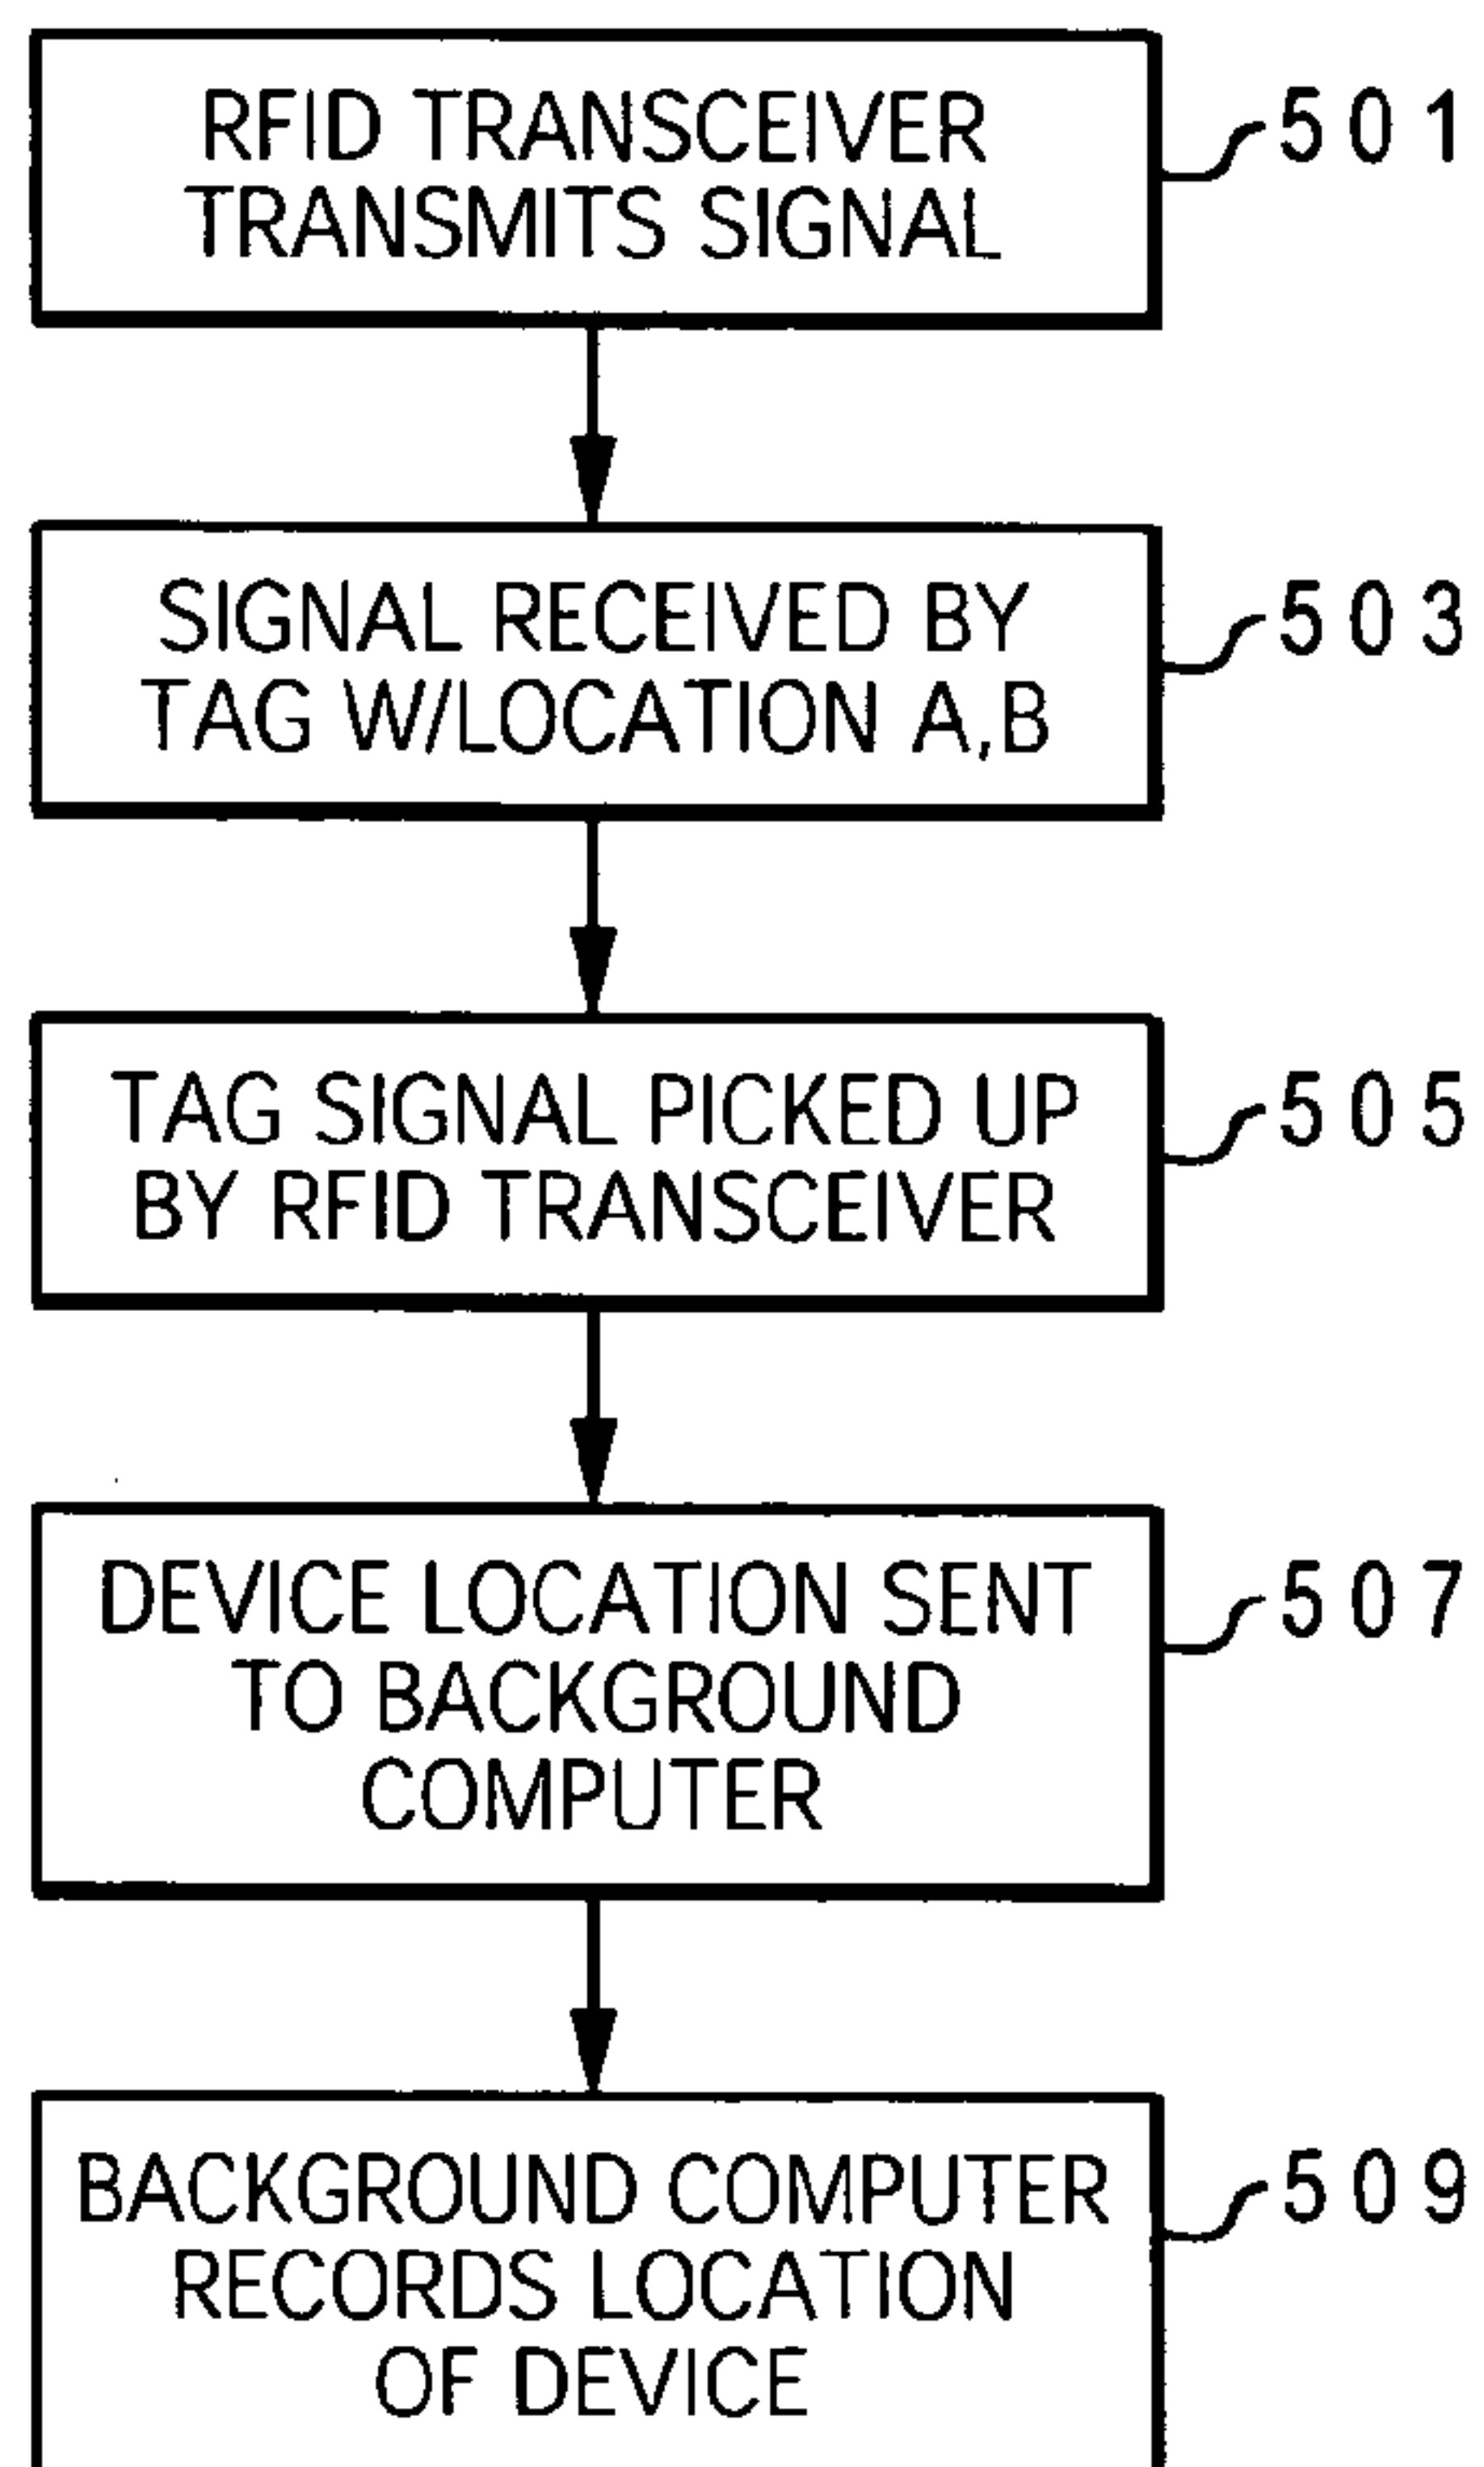 RFID TRANSCEIVER
TRANSMITS SIGNAL
501
SIGNAL RECEIVED BY
TAG W/LOCATION A,B
503
TAG SIGNAL PICKED UP
BY RFID TRANSCEIVER
505
DEVICE LOCATION SENT
TO BACKGROUND
COMPUTER
507
BACKGROUND COMPUTER
RECORDS LOCATION
OF DEVICE
509